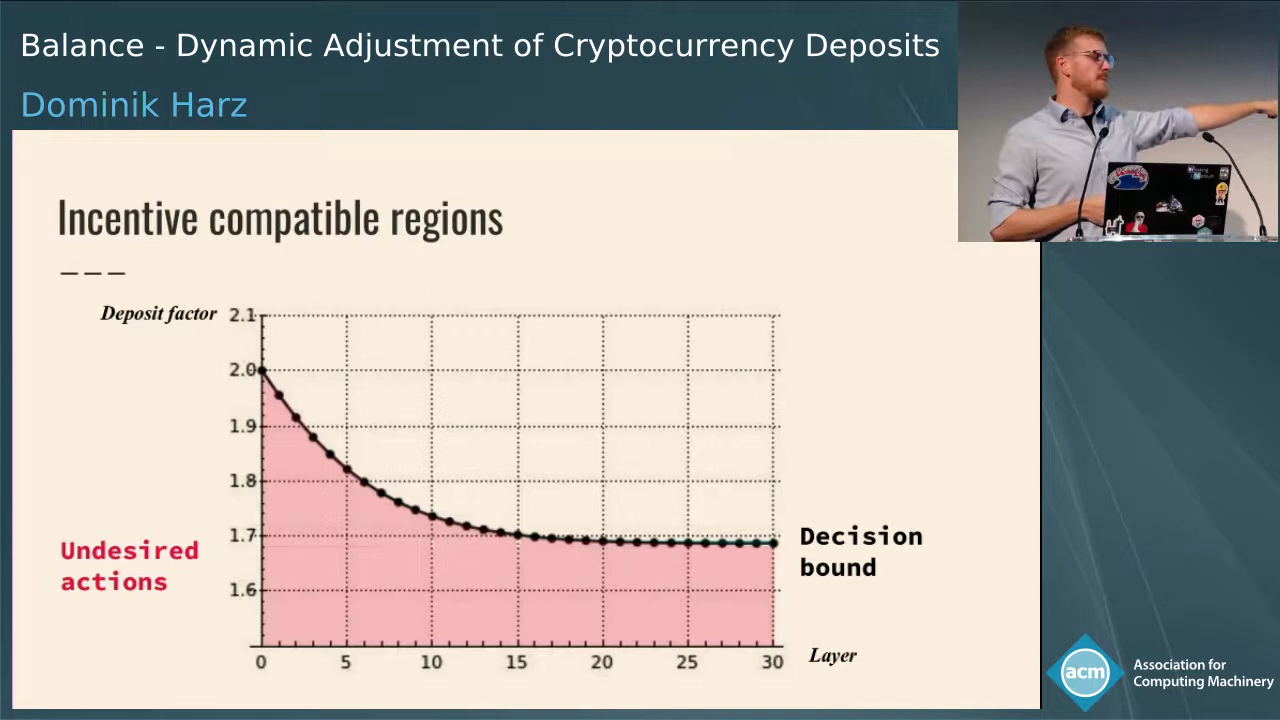 Balance - Dynamic Adjustment of Cryptocurrency Deposits
Dominik Harz
Incentive compatible regions
Deposit factor
2.1
2.0
1.9
1.8
1.7
1.6
Undesired
actions
Decision
bound
0 5 10 15 20 25 30
Layer
acm
Association for
Computing Machinery